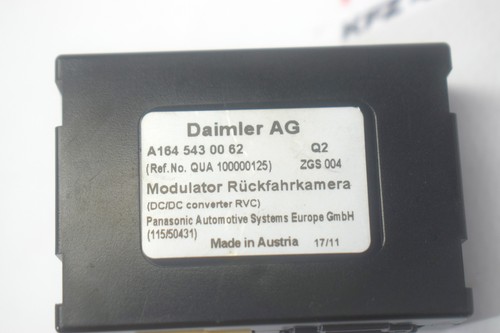 KFZ
Daimler AG
A164 543 00 62 Q2
(Ref.No. QUA 100000125) ZGS 004
Modulator Rückfahrkamera
(DC/DC converter RVC)
Panasonic Automotive Systems Europe GmbH
(115/50431)
Made in Austria 17/11